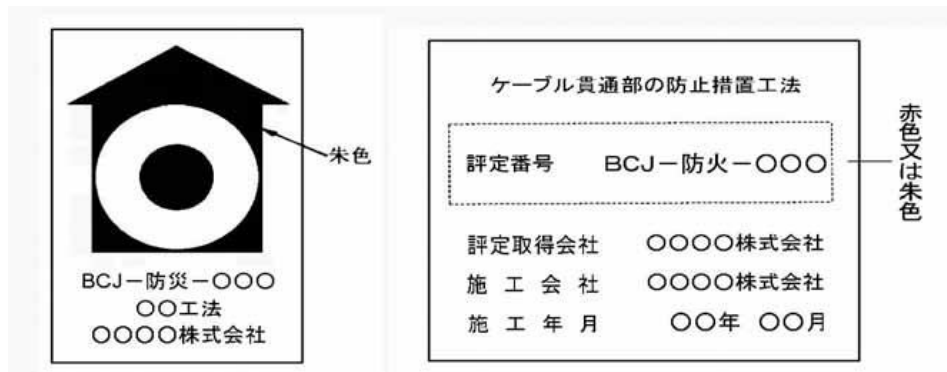 朱色
BCJ－防災－○○○
○○工法
○○○○株式会社
ケーブル貫通部の防止措置工法
評定番号 BCJ－防火－○○○
赤色又は朱色
評定取得会社 ○○○○株式会社
施工会社 ○○○○株式会社
施工年月 ○○年 ○○月